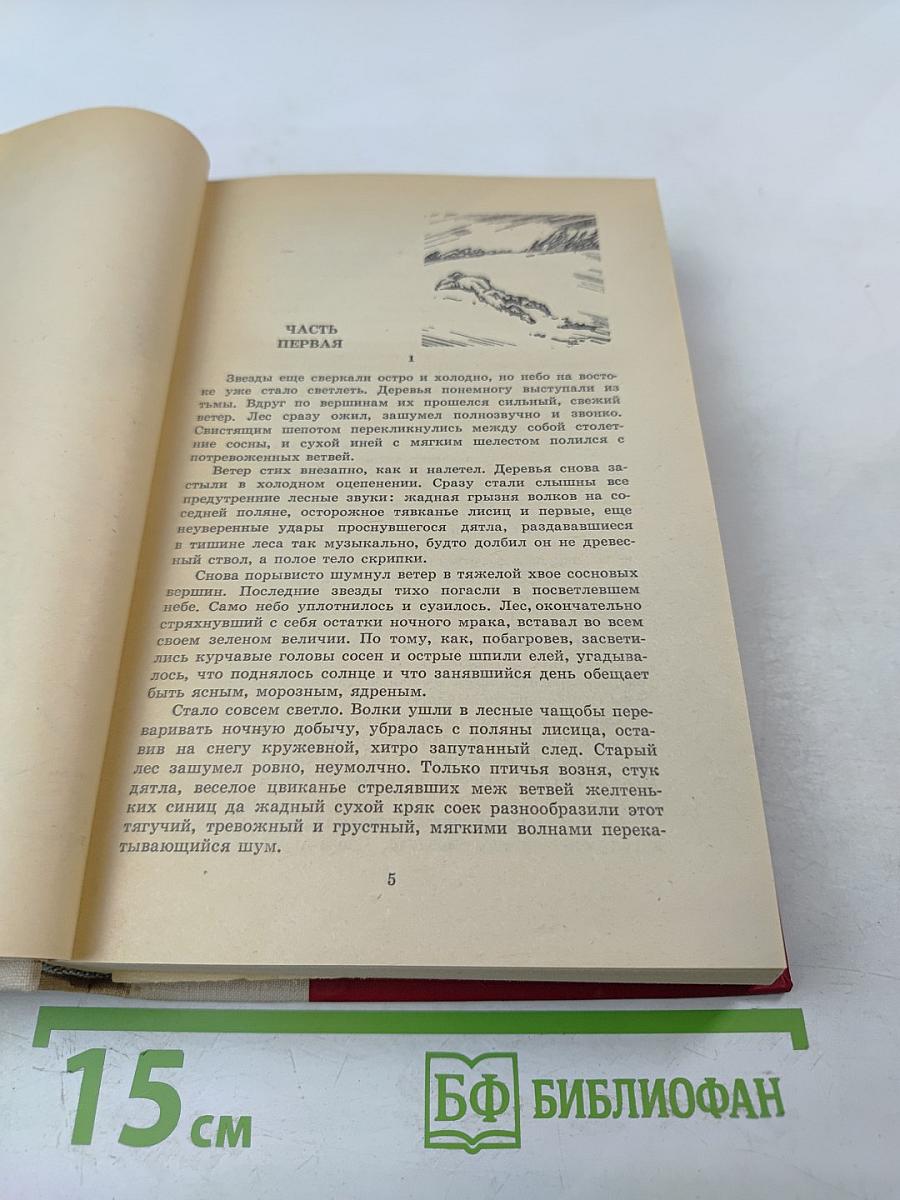 ЧАСТЬ
ПЕРВАЯ
1
Звезды еще сверкали остро и холодно, но небо на восто-
ке уже стало светлеть. Деревья понемногу выступали из
тьмы. Вдруг по вершинам их прошелся сильный, свежий
ветер. Лес сразу ожил, зашумел полнозвучно и звонко.
Свистящим шепотом перекликнулись между собой столет-
ние сосны, и сухой иней с мягким шелестом полился с
потревоженных ветвей.
Ветер стих внезапно, как и налетел. Деревья снова за-
стыли в холодном оцепенении. Сразу стали слышны все
предутренние лесные звуки: жадная грызня волков на со-
седней поляне, осторожное тявканье лисиц и первые, еще
неуверенные удары проснувшегося дятла, раздававшиеся
в тишине леса так музыкально, будто долбил он не древес-
ный ствол, а полое тело скрипки.
Снова порывисто шумнул ветер в тяжелой хвое сосновых
вершин. Последние звезды тихо погасли в посветлевшем
небе. Само небо уплотнилось и сузилось. Лес, окончательно
стряхнувший с себя остатки ночного мрака, вставал во всем
своем зеленом величии. По тому, как, побагровев, засвети-
лись курчавые головы сосен и острые шпили елей, угадыва-
лось, что поднялось солнце и что занявшийся день обещает
быть ясным, морозным, ядреным.
Стало совсем светло. Волки ушли в лесные чащобы пере-
варивать ночную добычу, убралась с поляны лисица, оста-
вив на снегу кружевной, хитро запутанный след. Старый
лес зашумел ровно, неумолчно. Только птичья возня, стук
дятла, веселое цвиканье стрелявших меж ветвей желтень-
ких синиц да жадный сухой кряк соек разнообразили этот
тягучий, тревожный и грустный, мягкими волнами перека-
тывающийся шум.
5
15 см
БФ БИБЛИОФАН